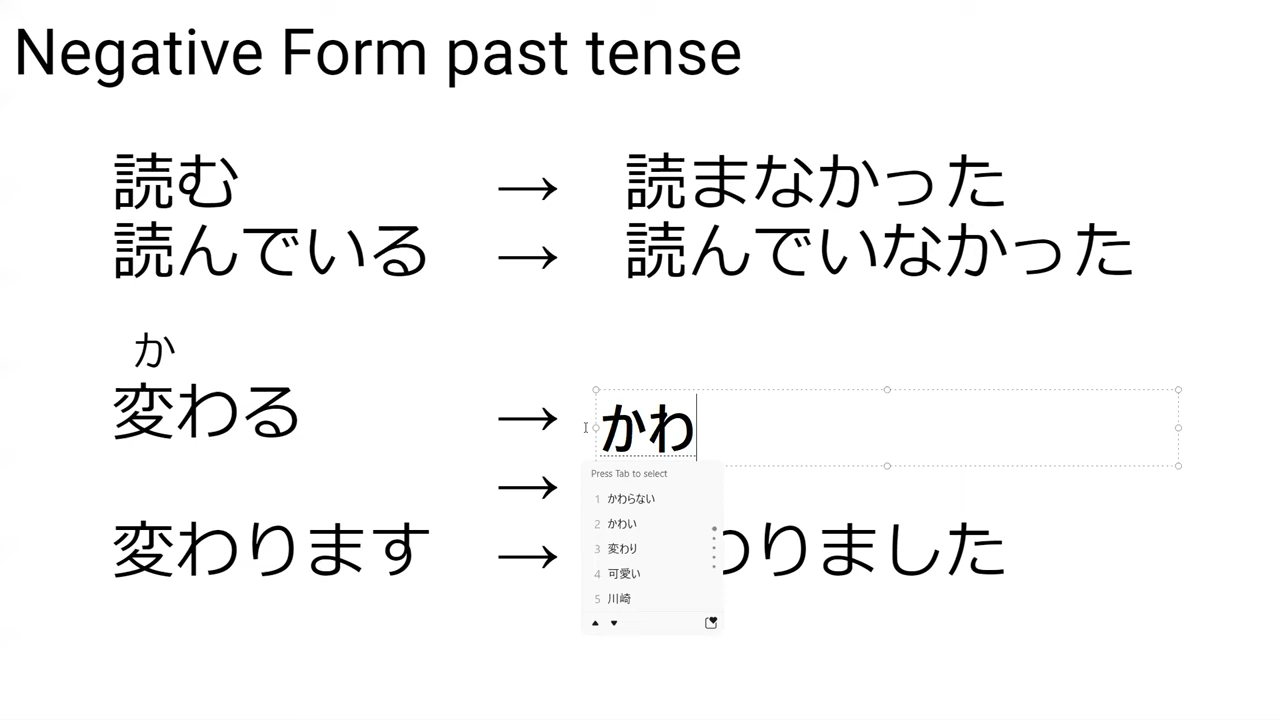 Negative Form past tense
読む → 読まなかった
読んでいる → 読んでいなかった
か
変わる → かわ
→
変わります → わりました
Press Tab to select
1 かわらない
2 かわい
3 変わり
4 可愛い
5 川崎